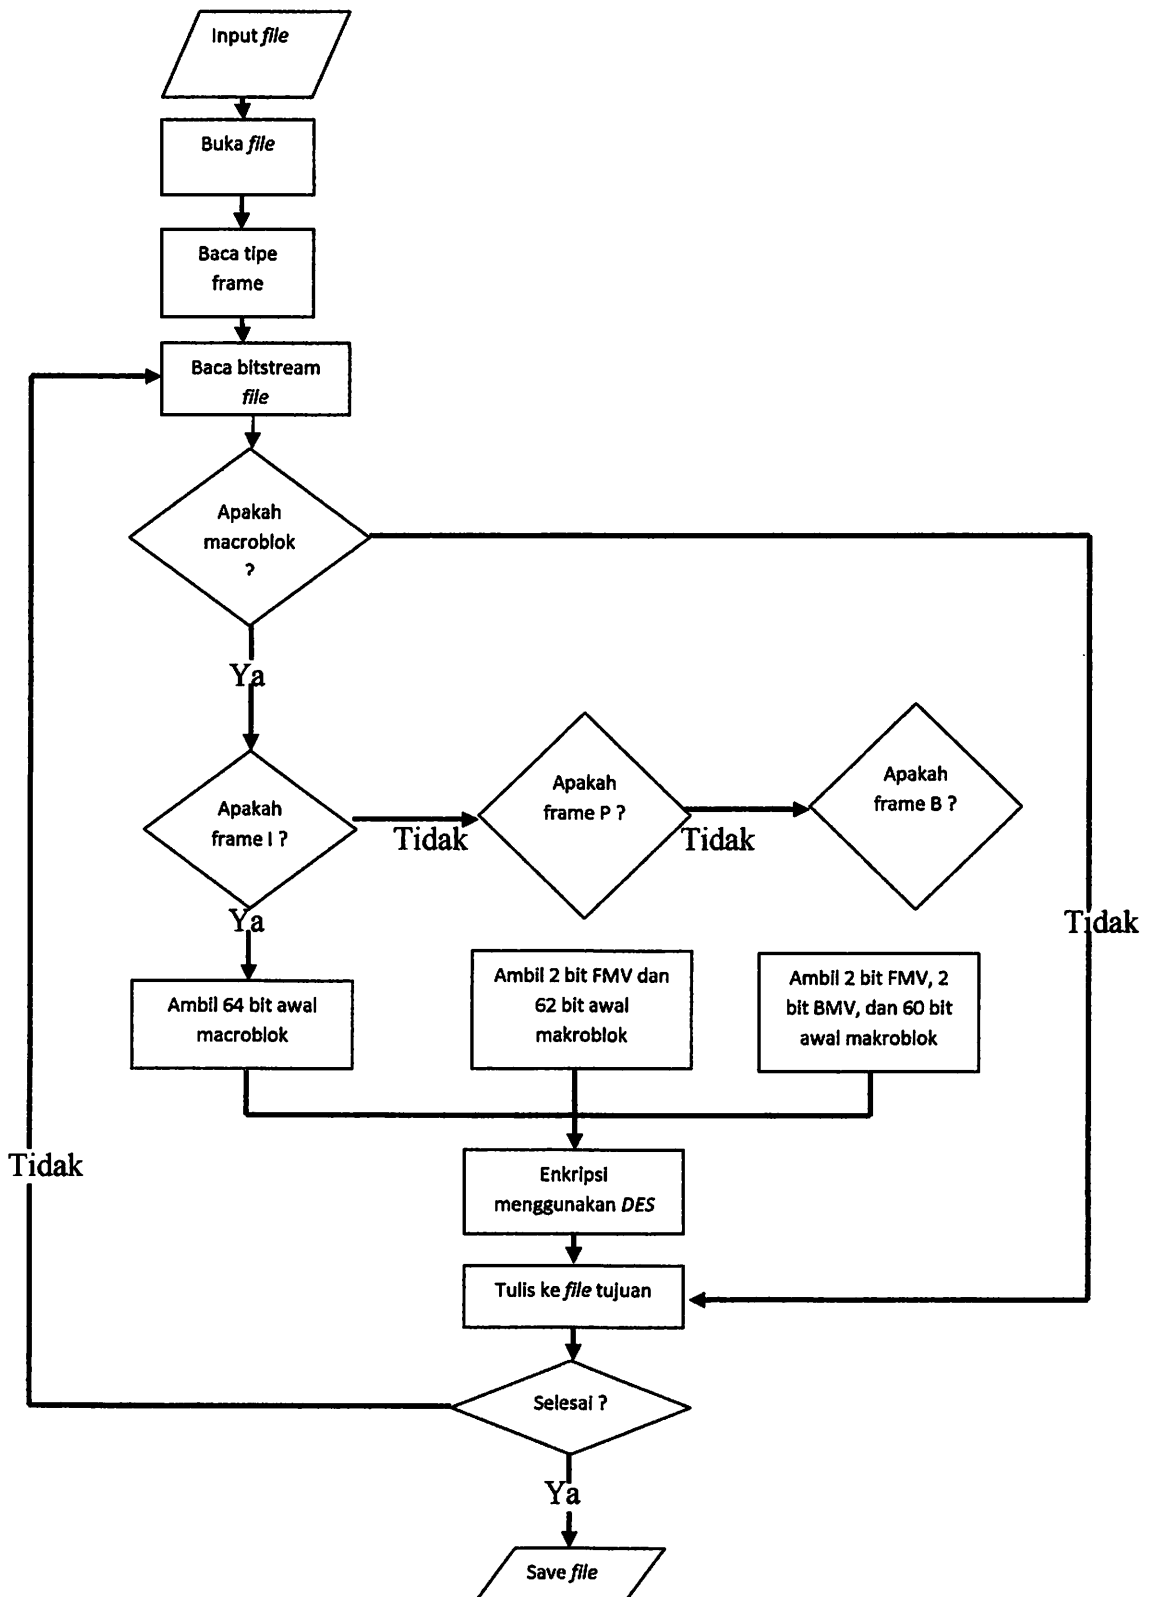 Input file
Buka file
Baca tipe
frame
Baca bitstream
file
Apakah
macroblok
?
Ya
Apakah
frame I ?
Tidak
Apakah
frame P ?
Tidak
Apakah
frame B ?
Ya
Tidak
Ambil 64 bit awal
macroblok
Ambil 2 bit FMV dan
62 bit awal
makroblok
Ambil 2 bit FMV, 2
bit BMV, dan 60 bit
awal makroblok
Tidak
Enkripsi
menggunakan DES
Tulis ke file tujuan
Selesai ?
Ya
Save file